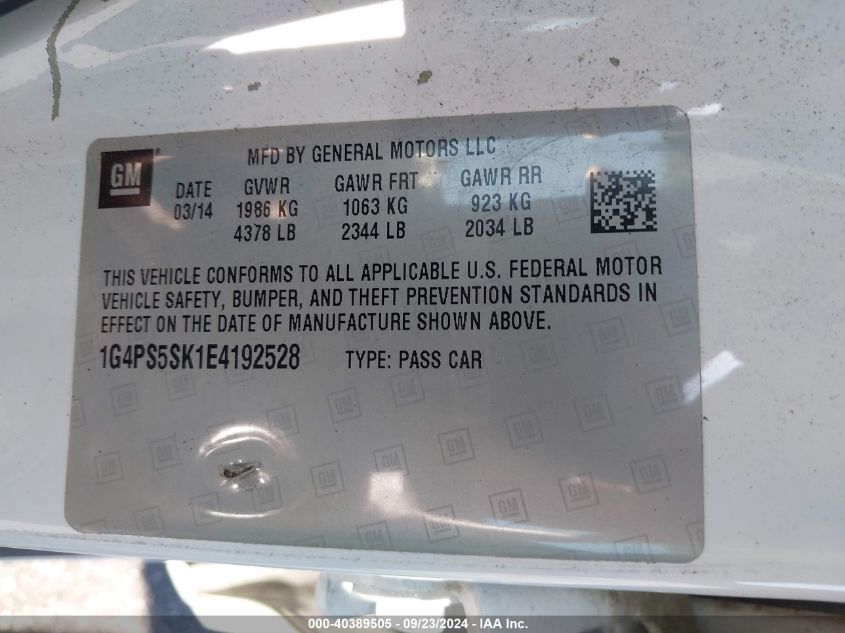 GM ®
MFD BY GENERAL MOTORS LLC
DATE GVWR GAWR FRT GAWR RR
03/14 1986 KG 1063 KG 923 KG
4378 LB 2344 LB 2034 LB
THIS VEHICLE CONFORMS TO ALL APPLICABLE U.S. FEDERAL MOTOR
VEHICLE SAFETY, BUMPER, AND THEFT PREVENTION STANDARDS IN
EFFECT ON THE DATE OF MANUFACTURE SHOWN ABOVE.
1G4PS5SK1E4192528 TYPE: PASS CAR
000-40389505 - 09/23/2024 - IAA Inc.